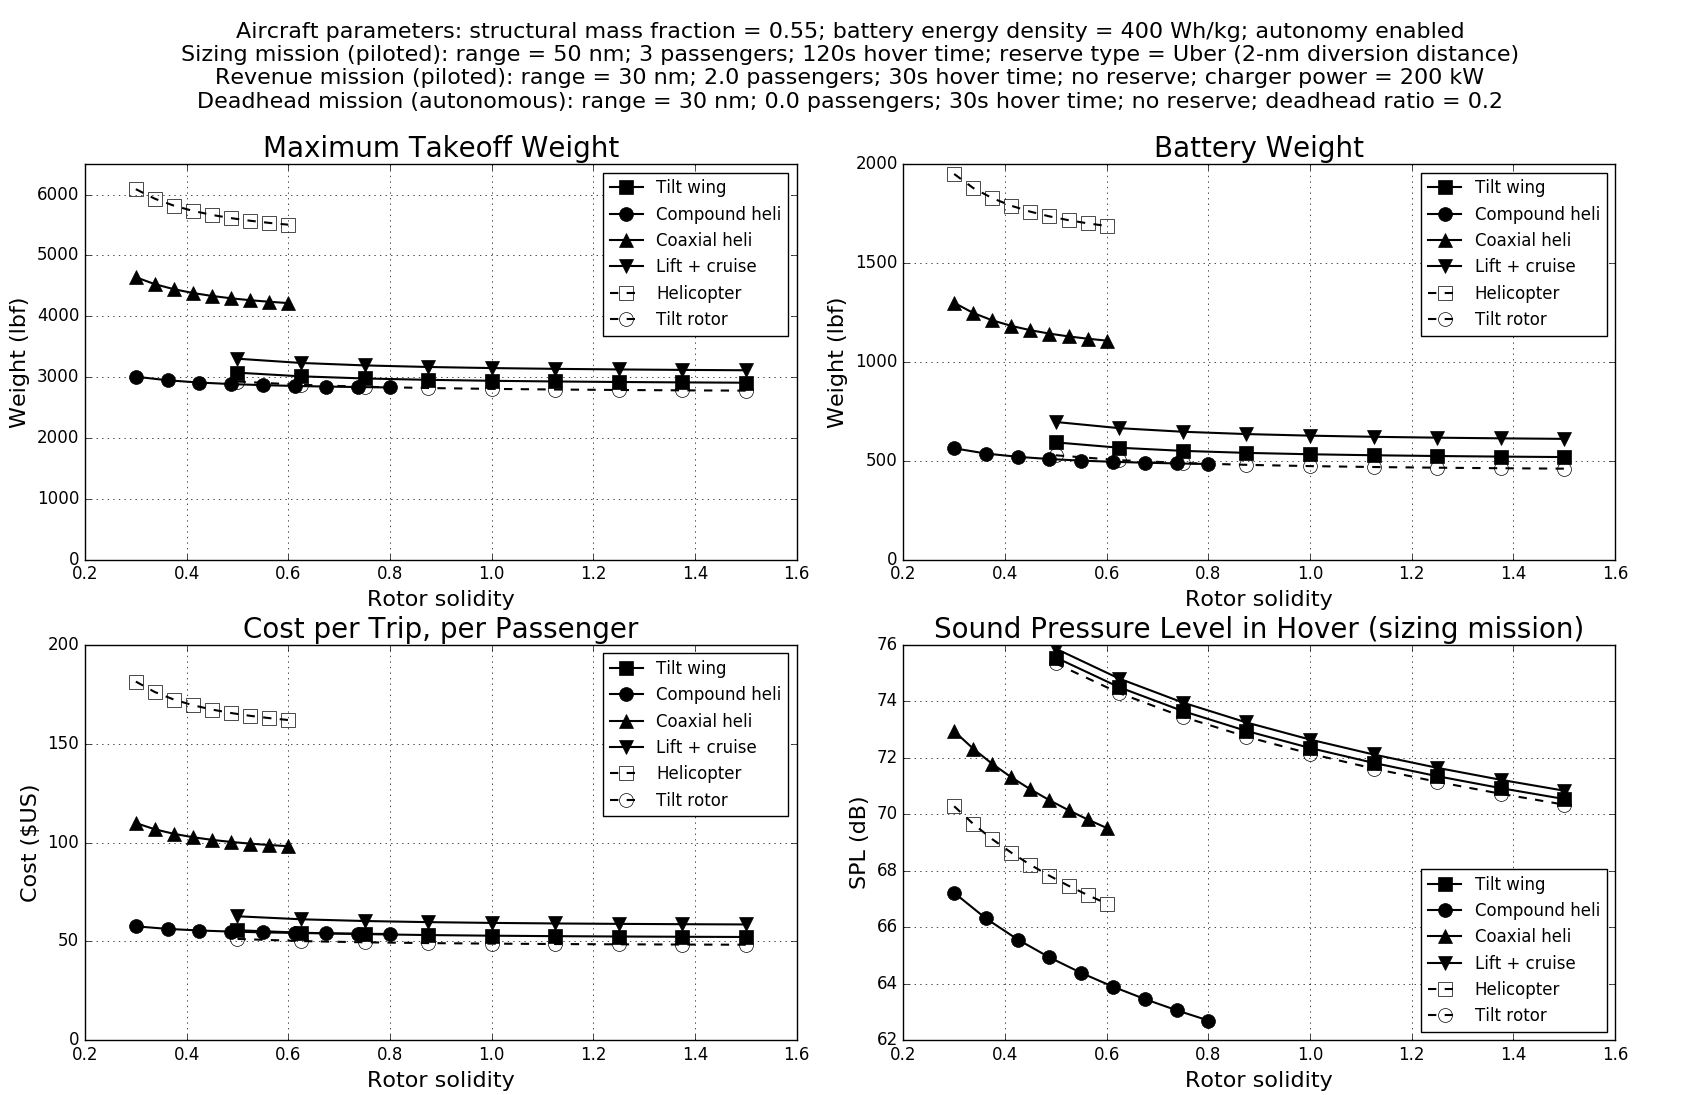 Aircraft parameters: structural mass fraction = 0.55; battery energy density = 400 Wh/kg; autonomy enabled
Sizing mission (piloted): range = 50 nm; 3 passengers; 120s hover time; reserve type = Uber (2-nm diversion distance)
Revenue mission (piloted): range = 30 nm; 2.0 passengers; 30s hover time; no reserve; charger power = 200 kW
Deadhead mission (autonomous): range = 30 nm; 0.0 passengers; 30s hover time; no reserve; deadhead ratio = 0.2
Maximum Takeoff Weight
Weight (lbf)
6000
5000
4000
3000
2000
1000
0
Tilt wing
Compound heli
Coaxial heli
Lift + cruise
Helicopter
Tilt rotor
0.2 0.4 0.6 0.8 1.0 1.2 1.4 1.6
Rotor solidity
Battery Weight
Weight (lbf)
2000
1500
1000
500
0
Tilt wing
Compound heli
Coaxial heli
Lift + cruise
Helicopter
Tilt rotor
0.2 0.4 0.6 0.8 1.0 1.2 1.4 1.6
Rotor solidity
Cost per Trip, per Passenger
Cost ($US)
200
150
100
50
0
Tilt wing
Compound heli
Coaxial heli
Lift + cruise
Helicopter
Tilt rotor
0.2 0.4 0.6 0.8 1.0 1.2 1.4 1.6
Rotor solidity
Sound Pressure Level in Hover (sizing mission)
SPL (dB)
76
74
72
70
68
66
64
62
Tilt wing
Compound heli
Coaxial heli
Lift + cruise
Helicopter
Tilt rotor
0.2 0.4 0.6 0.8 1.0 1.2 1.4 1.6
Rotor solidity